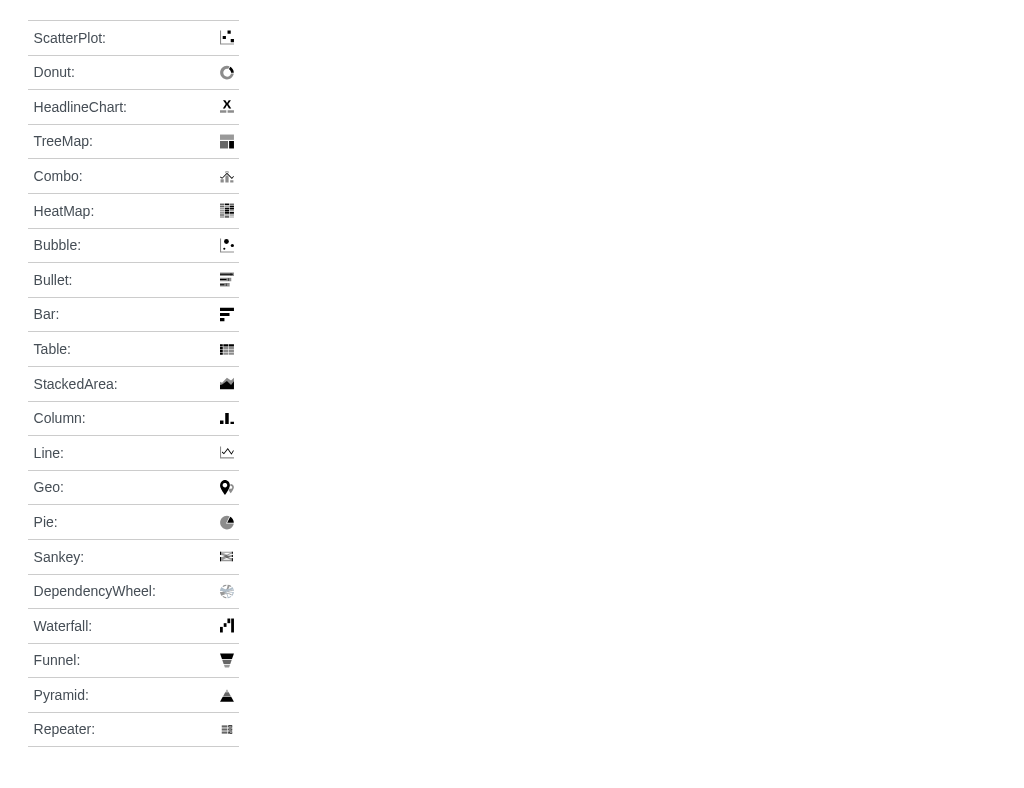 ScatterPlot:
Donut:
HeadlineChart:
X
TreeMap:
Combo:
HeatMap:
Bubble:
Bullet:
Bar:
Table:
StackedArea:
Column:
Line:
Geo:
Pie:
Sankey:
DependencyWheel:
Waterfall:
Funnel:
Pyramid:
Repeater: